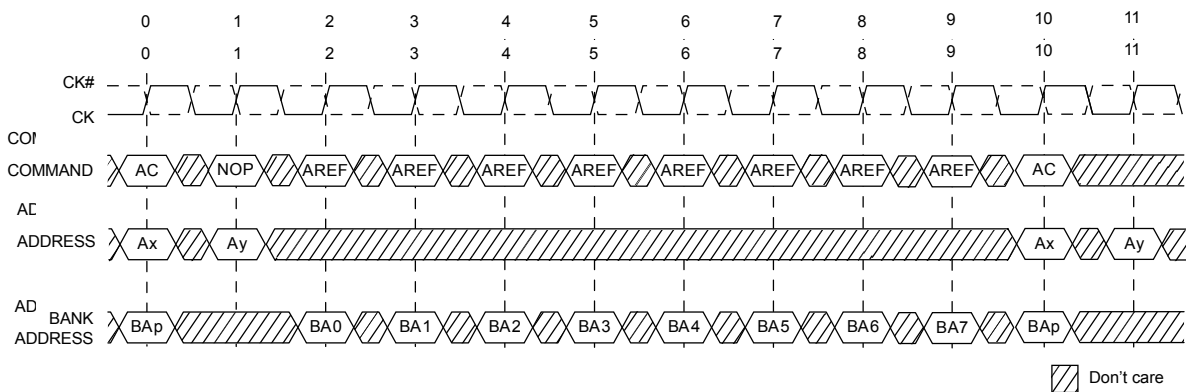 0 1 2 3 4 5 6 7 8 9 10 11
0 1 2 3 4 5 6 7 8 9 10 11
CK#
CK
COM
COMMAND AC NOP AREF AREF AREF AREF AREF AREF AREF AREF AC
AD
ADDRESS Ax Ay Ax Ay
AD
BANK
ADDRESS BAp BA0 BA1 BA2 BA3 BA4 BA5 BA6 BA7 BAp
Don't care